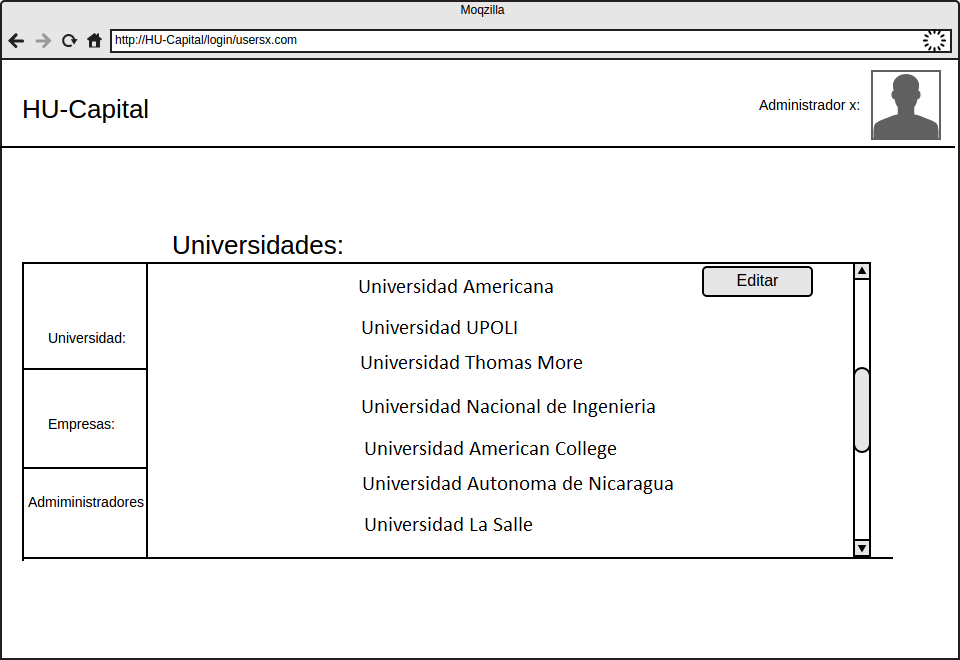 Moqzilla
http://HU-Capital/login/usersx.com
HU-Capital
Administrador x:
Universidades:
Universidad:
Empresas:
Admiministradores
Universidad Americana
Editar
Universidad UPOLI
Universidad Thomas More
Universidad Nacional de Ingenieria
Universidad American College
Universidad Autonoma de Nicaragua
Universidad La Salle